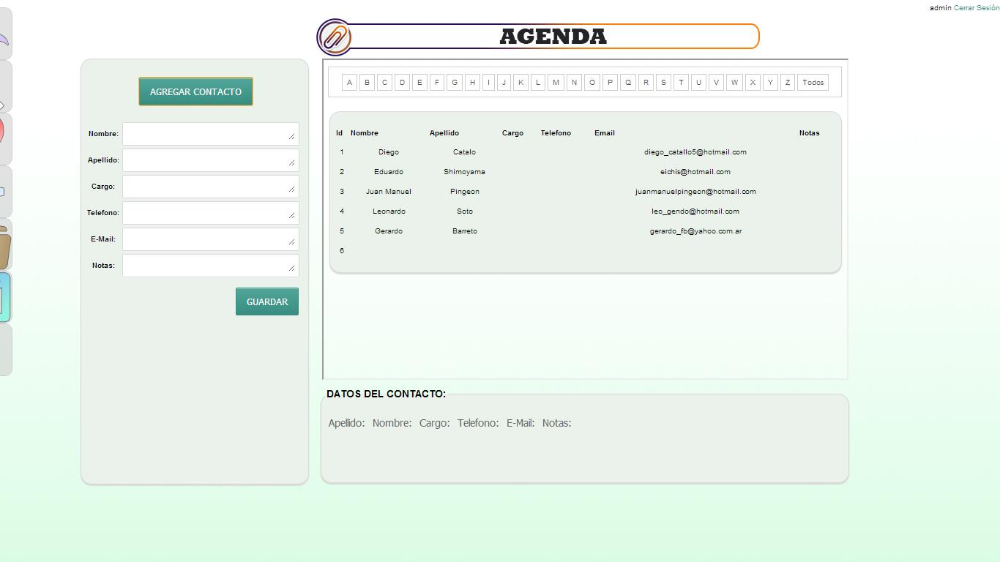 admin Cerrar Sesión
AGENDA
AGREGAR CONTACTO
Nombre:
Apellido:
Cargo:
Telefono:
E-Mail:
Notas:
GUARDAR
A B C D E F G H I J K L M N O P Q R S T U V W X Y Z Todos
Id Nombre Apellido Cargo Telefono Email Notas
1 Diego Catalo diego_catallo5@hotmail.com
2 Eduardo Shimoyama eichis@hotmail.com
3 Juan Manuel Pingeon juanmanuelpingeon@hotmail.com
4 Leonardo Soto leo_gendo@hotmail.com
5 Gerardo Barreto gerardo_fb@yahoo.com.ar
6
DATOS DEL CONTACTO:
Apellido: Nombre: Cargo: Telefono: E-Mail: Notas: